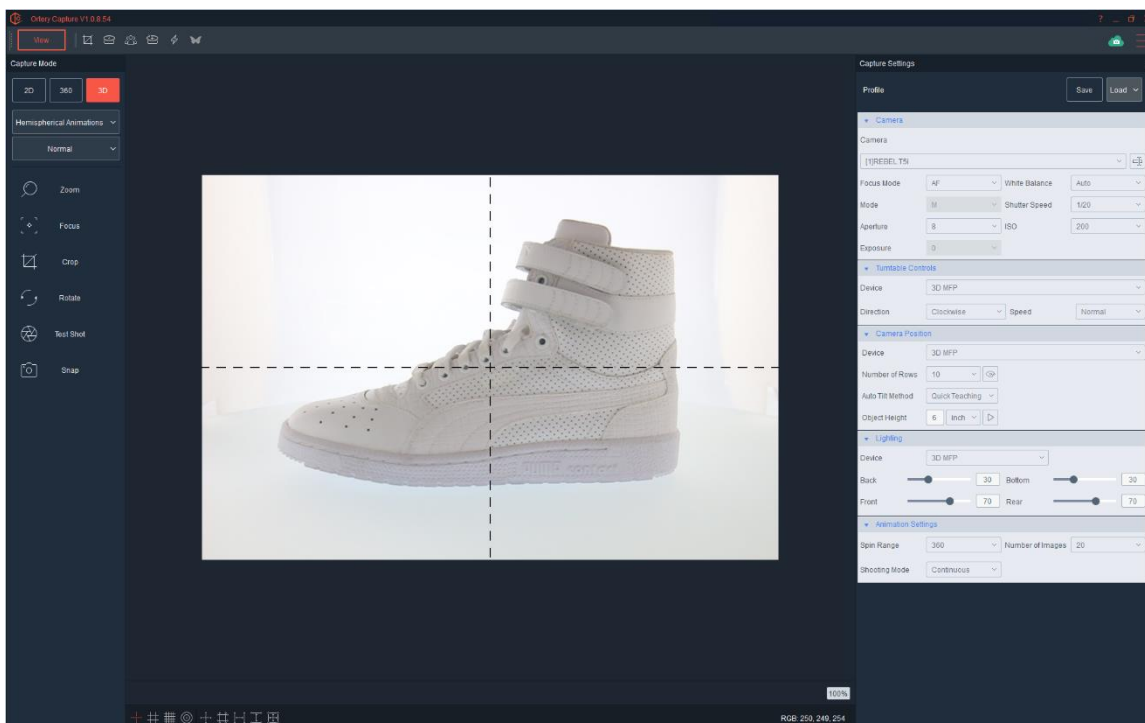 Ortery Capture V1.0.8.54
?
View
Capture Mode
2D 360 3D
Hemispherical Animations
Normal
Zoom
Focus
Crop
Rotate
Test Shot
Snap
100%
RGB: 250, 249, 254
Capture Settings
Profile Save Load
Camera
Camera
[1]REBEL T5i
Focus Mode AF White Balance Auto
Mode M Shutter Speed 1/20
Aperture 8 ISO 200
Exposure 0
Turntable Controls
Device 3D MFP
Direction Clockwise Speed Normal
Camera Position
Device 3D MFP
Number of Rows 10
Auto Tilt Method Quick Teaching
Object Height 6 inch
Lighting
Device 3D MFP
Back 30 Bottom 30
Front 70 Rear 70
Animation Settings
Spin Range 360 Number of Images 20
Shooting Mode Continuous